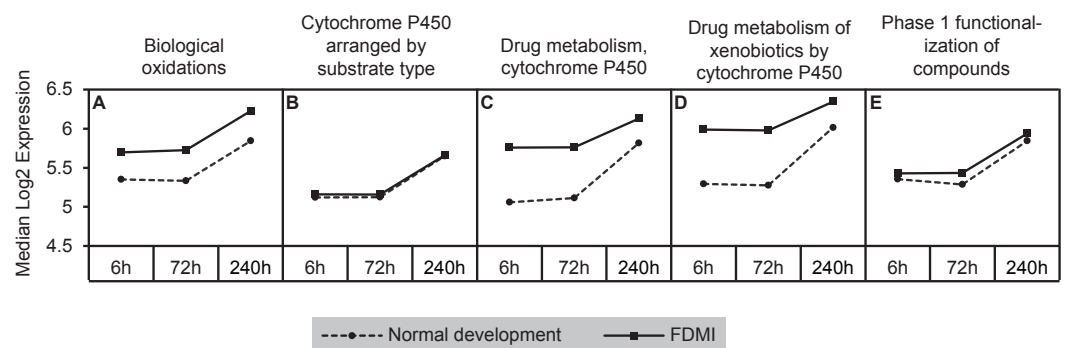 Biological
oxidations
Cytochrome P450
arranged by
substrate type
Drug metabolism,
cytochrome P450
Drug metabolism of
xenobiotics by
cytochrome P450
Phase 1 functional-
ization of
compounds
Median Log2 Expression
6.5
6
5.5
5
4.5
A
B
C
D
E
6h 72h 240h 6h 72h 240h 6h 72h 240h 6h 72h 240h 6h 72h 240h
Normal development FDMI